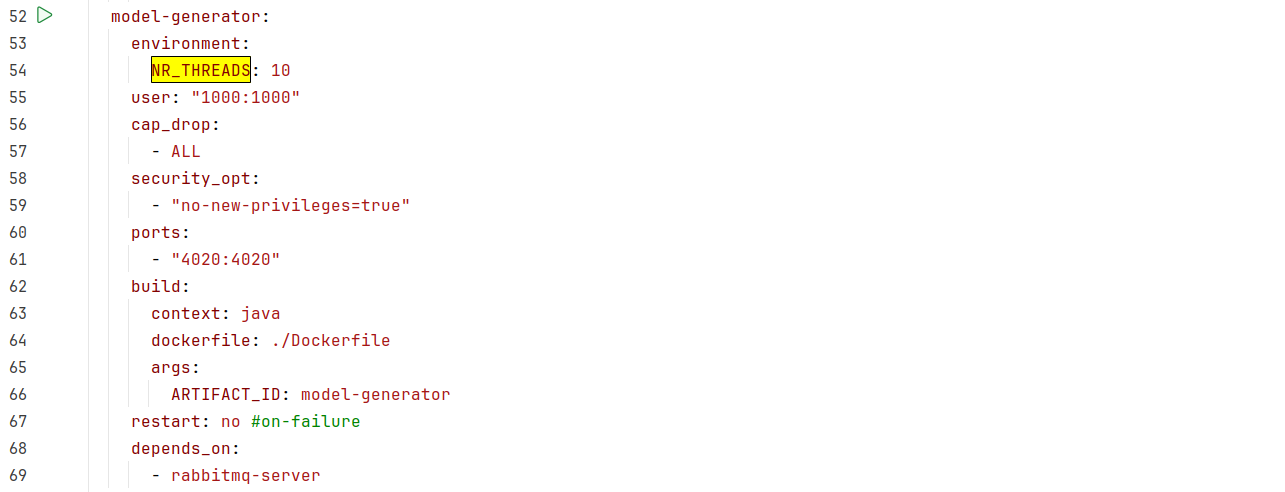 52 model-generator:
53 environment:
54 NR_THREADS: 10
55 user: "1000:1000"
56 cap_drop:
57 - ALL
58 security_opt:
59 - "no-new-privileges=true"
60 ports:
61 - "4020:4020"
62 build:
63 context: java
64 dockerfile: ./Dockerfile
65 args:
66 ARTIFACT_ID: model-generator
67 restart: no #on-failure
68 depends_on:
69 - rabbitmq-server